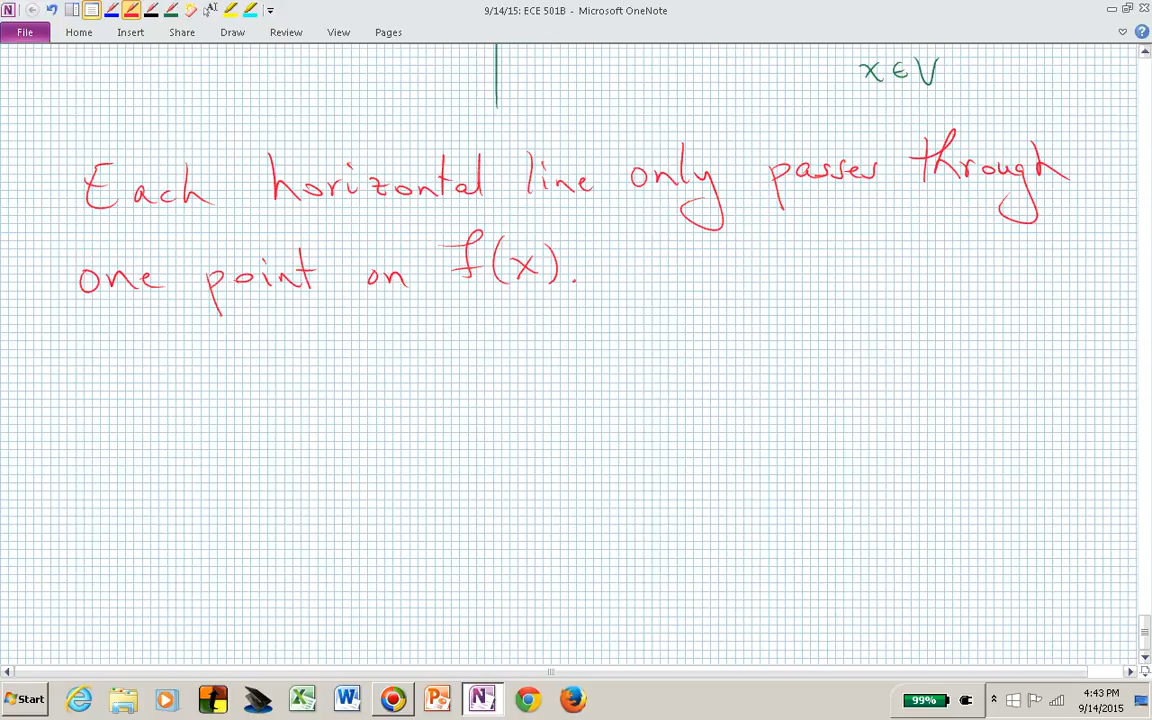 9/14/15: ECE 501B - Microsoft OneNote
File Home Insert Share Draw Review View Pages
x ∈ V
Each horizontal line only passes through
one point on f(x).
Start
99%
4:43 PM
9/14/2015